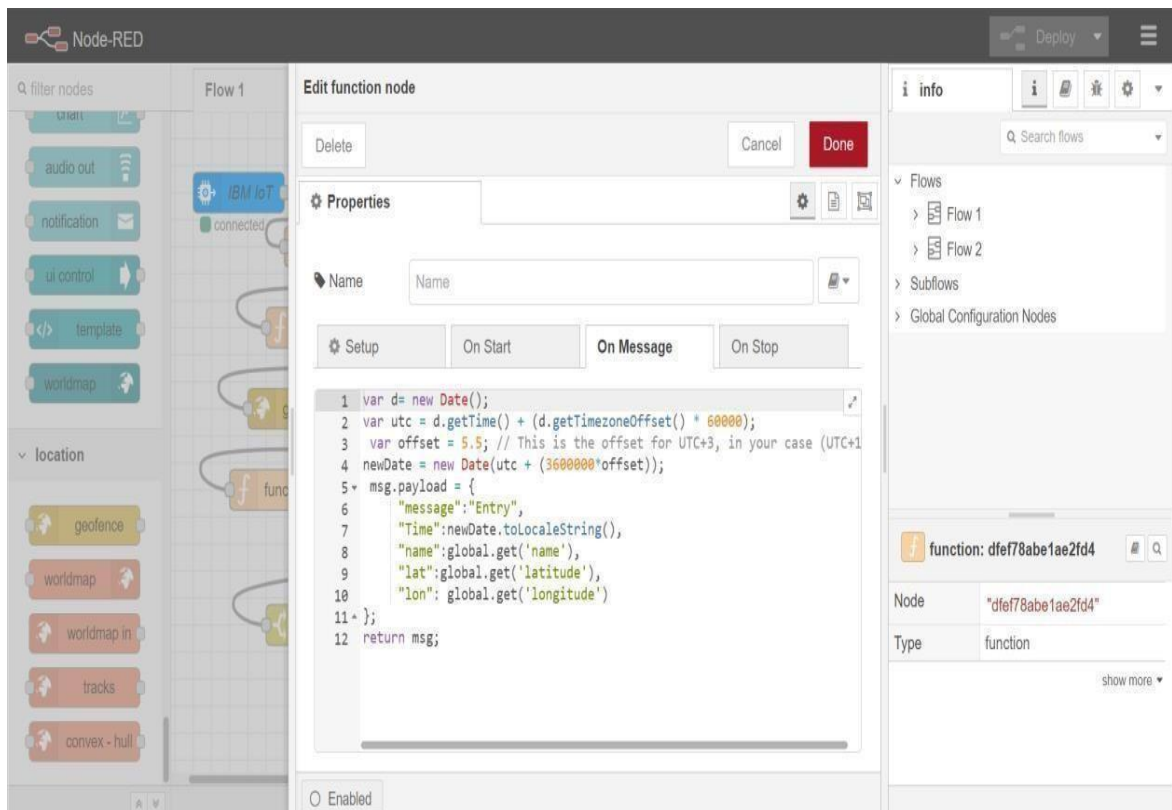 Node-RED
Deploy
filter nodes
chart
audio out
notification
ui control
</> template
worldmap
location
geofence
worldmap
worldmap in
tracks
convex - hull
Flow 1
IBM IoT
connected
func
Edit function node
Delete
Cancel
Done
Properties
Name
Name
Setup
On Start
On Message
On Stop
1 var d= new Date();
2 var utc = d.getTime() + (d.getTimezoneOffset() * 60000);
3 var offset = 5.5; // This is the offset for UTC+3, in your case (UTC+1
4 newDate = new Date(utc + (3600000*offset));
5 msg.payload = {
6 "message":"Entry",
7 "Time":newDate.toLocaleString(),
8 "name":global.get('name'),
9 "lat":global.get('latitude'),
10 "lon": global.get('longitude')
11 };
12 return msg;
Enabled
i info
i
Search flows
Flows
Flow 1
Flow 2
Subflows
Global Configuration Nodes
function: dfef78abe1ae2fd4
Node "dfef78abe1ae2fd4"
Type function
show more